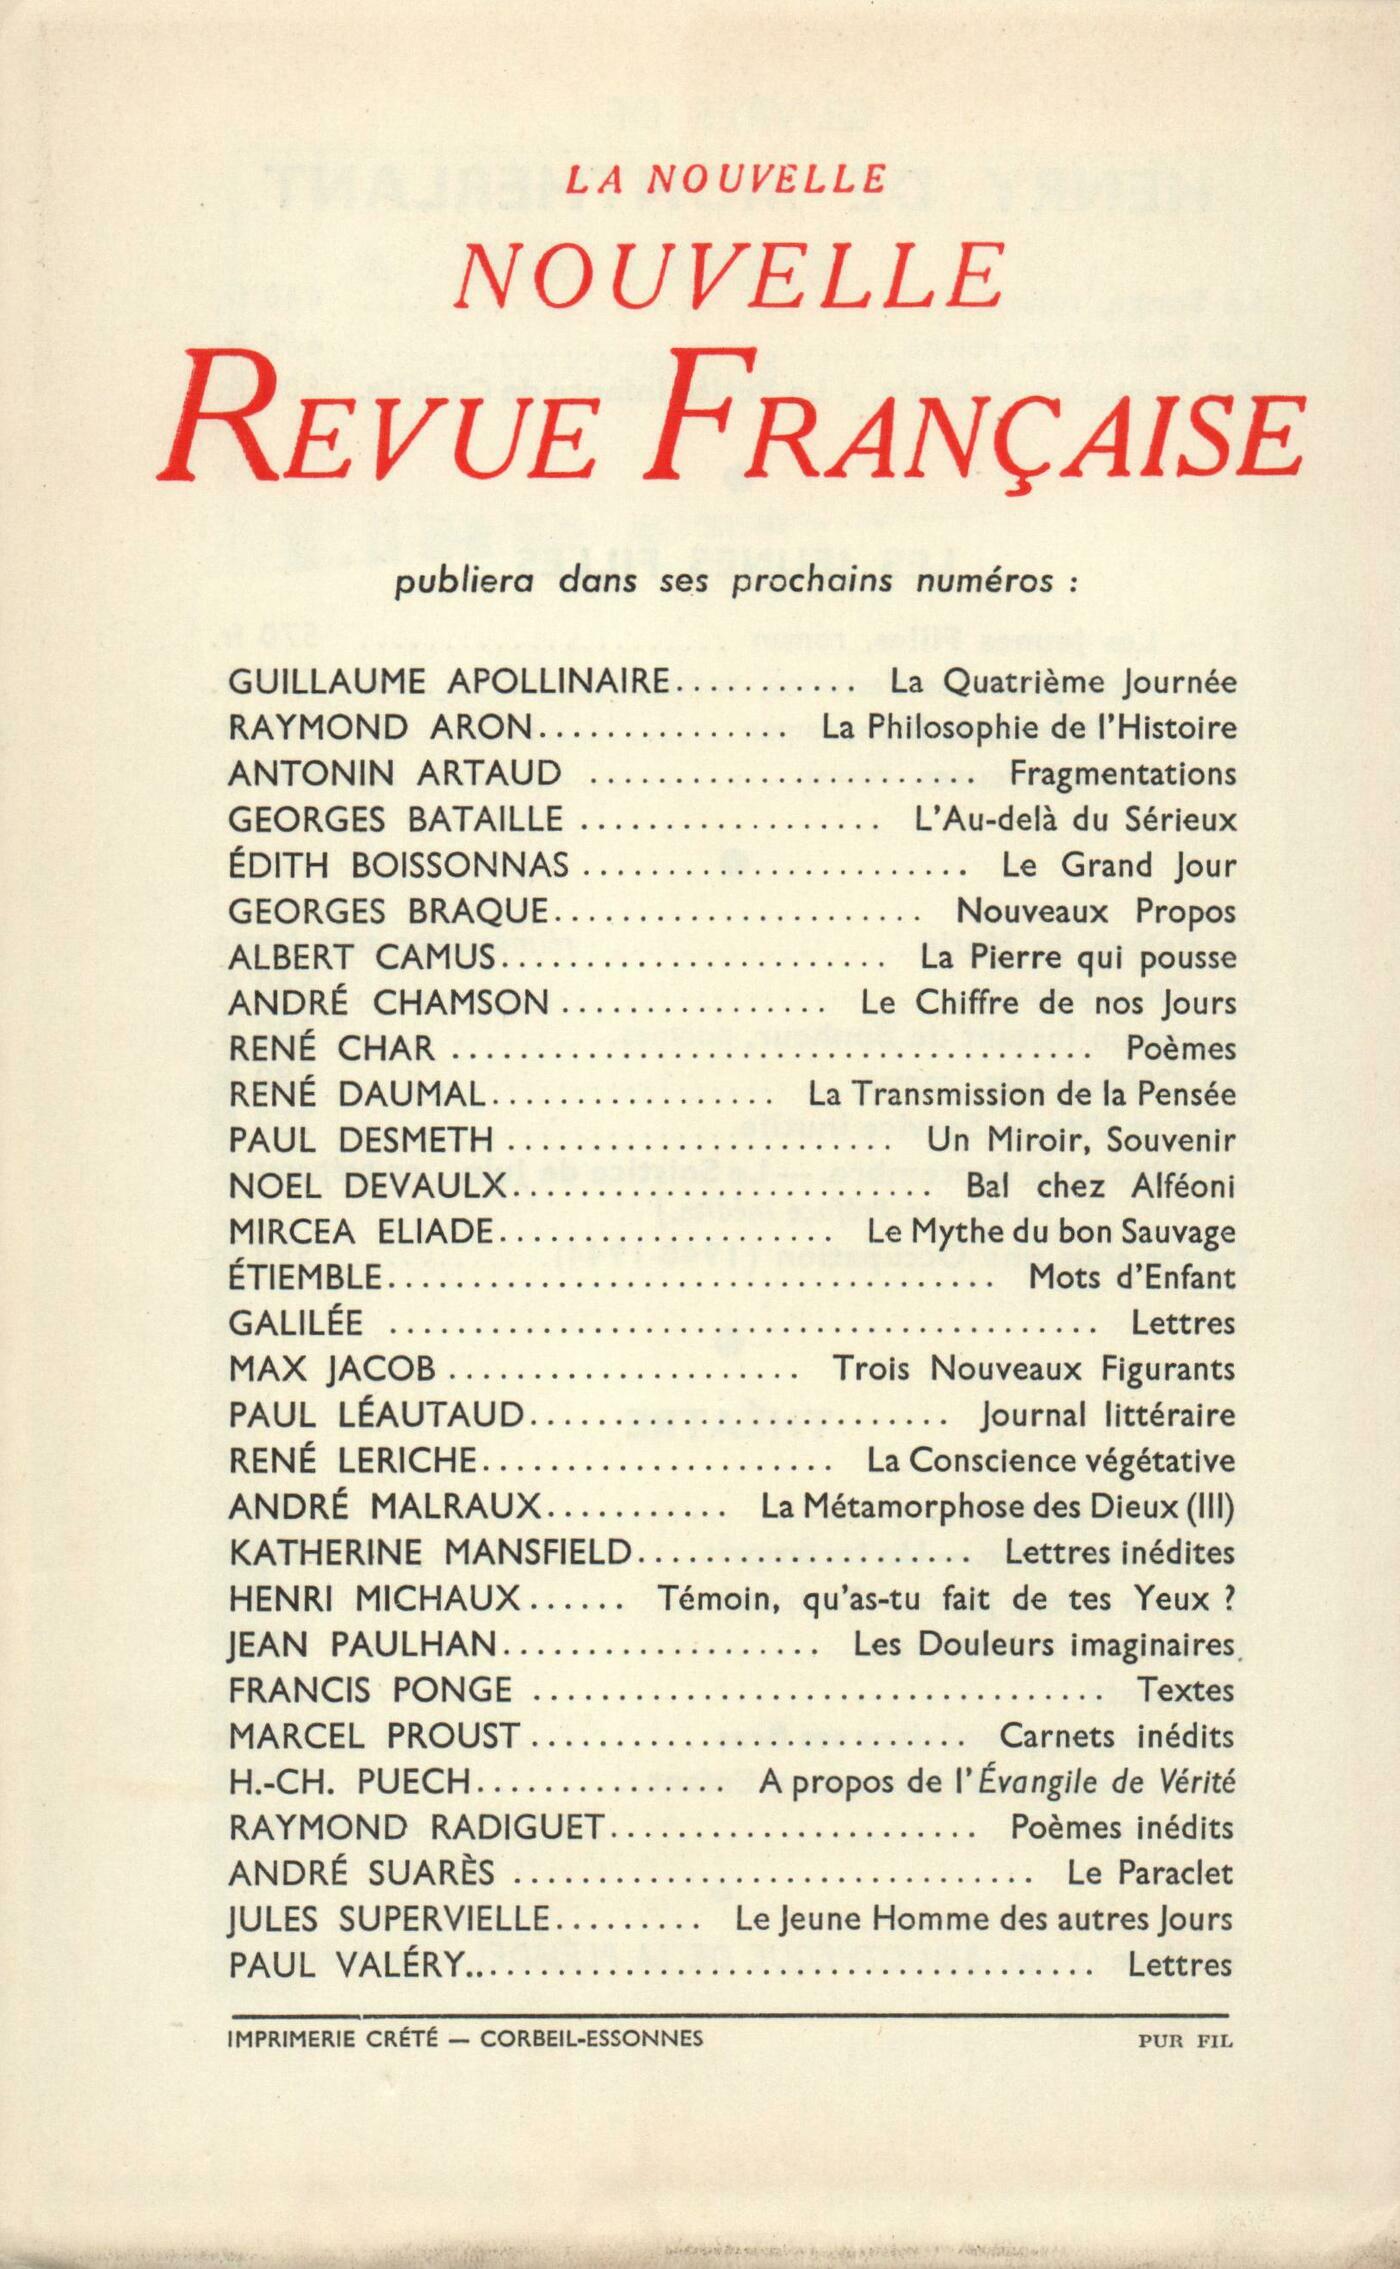 LA NOUVELLE
NOUVELLE
REVUE FRANÇAISE
publiera dans ses prochains numéros :
GUILLAUME APOLLINAIRE........... La Quatrième Journée
RAYMOND ARON............... La Philosophie de l'Histoire
ANTONIN ARTAUD ....................... Fragmentations
GEORGES BATAILLE .................. L'Au-delà du Sérieux
ÉDITH BOISSONNAS ....................... Le Grand Jour
GEORGES BRAQUE...................... Nouveaux Propos
ALBERT CAMUS....................... La Pierre qui pousse
ANDRÉ CHAMSON ................ Le Chiffre de nos Jours
RENÉ CHAR ...................................... Poèmes
RENÉ DAUMAL................. La Transmission de la Pensée
PAUL DESMETH ....................... Un Miroir, Souvenir
NOEL DEVAULX......................... Bal chez Alféoni
MIRCEA ELIADE.................... Le Mythe du bon Sauvage
ÉTIEMBLE.................................... Mots d'Enfant
GALILÉE .......................................... Lettres
MAX JACOB ..................... Trois Nouveaux Figurants
PAUL LÉAUTAUD......................... Journal littéraire
RENÉ LERICHE..................... La Conscience végétative
ANDRÉ MALRAUX........... La Métamorphose des Dieux (III)
KATHERINE MANSFIELD.................... Lettres inédites
HENRI MICHAUX...... Témoin, qu'as-tu fait de tes Yeux ?
JEAN PAULHAN................... Les Douleurs imaginaires
FRANCIS PONGE .................................. Textes
MARCEL PROUST .......................... Carnets inédits
H.-CH. PUECH............... A propos de l'Évangile de Vérité
RAYMOND RADIGUET...................... Poèmes inédits
ANDRÉ SUARÈS ............................... Le Paraclet
JULES SUPERVIELLE......... Le Jeune Homme des autres Jours
PAUL VALÉRY...................................... Lettres
IMPRIMERIE CRÉTÉ — CORBEIL-ESSONNES PUR FIL